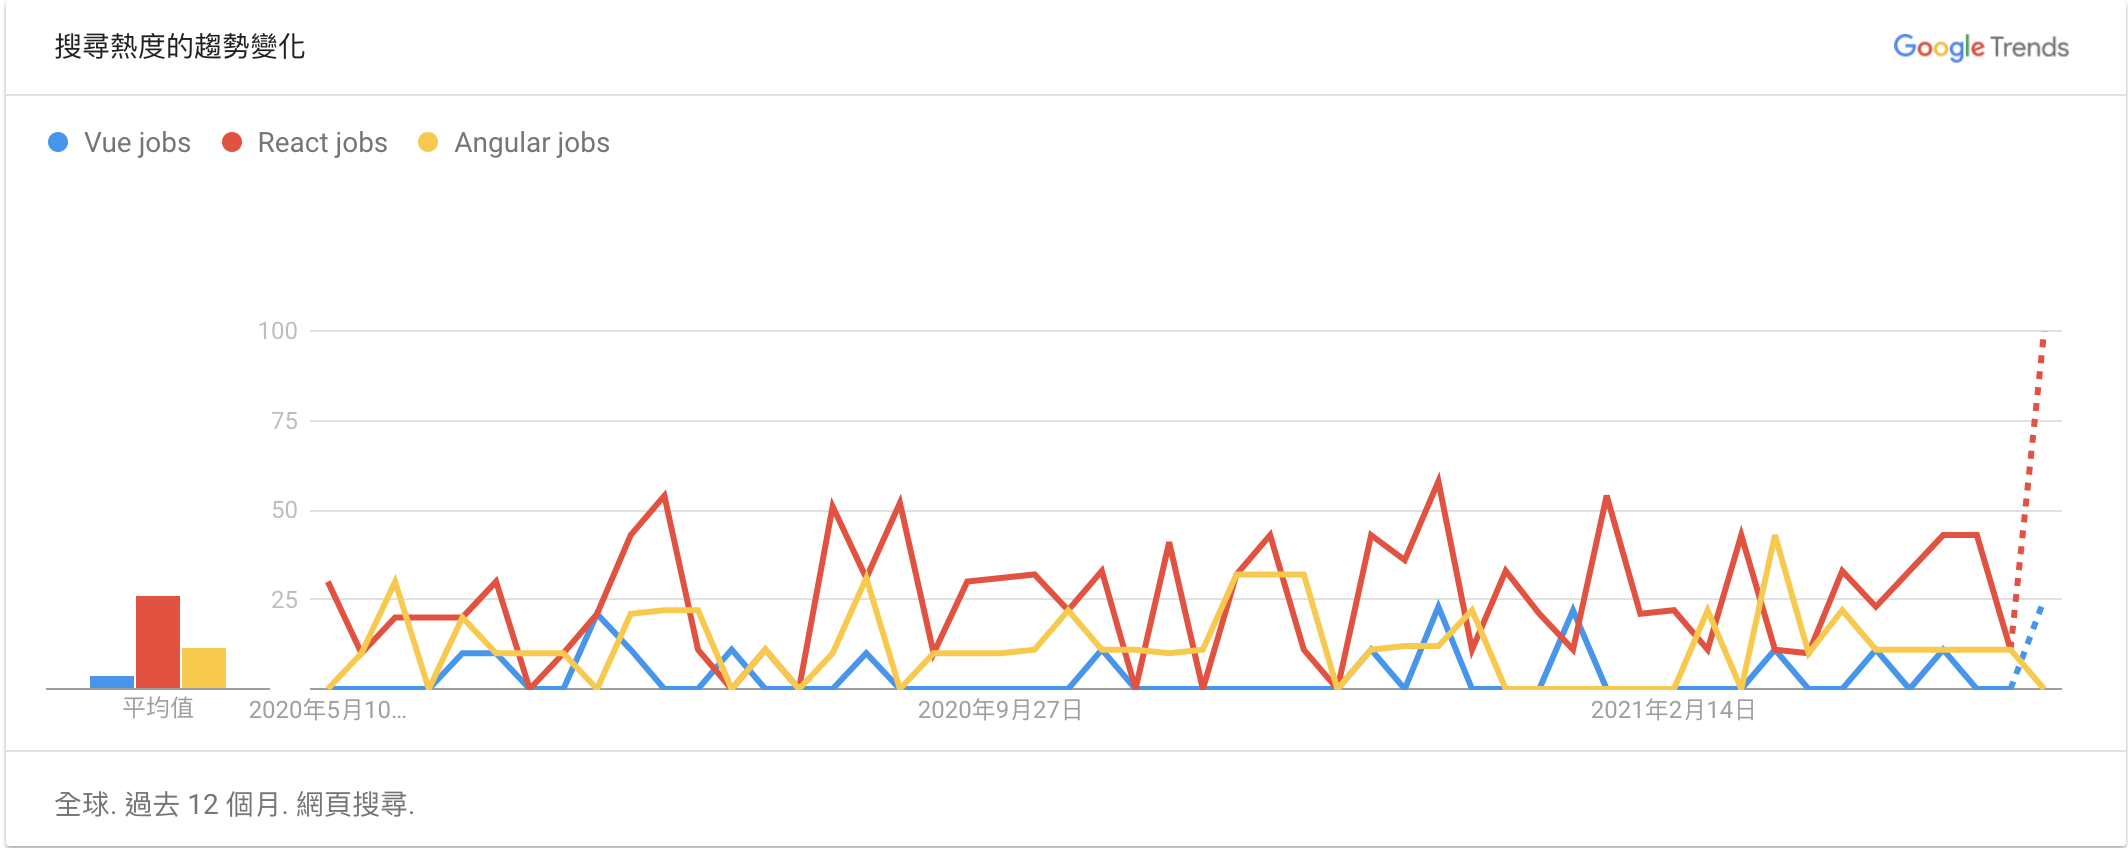 搜尋熱度的趨勢變化
Google Trends
Vue jobs
React jobs
Angular jobs
100
75
50
25
平均值
2020年5月10...
2020年9月27日
2021年2月14日
全球. 過去 12 個月. 網頁搜尋.